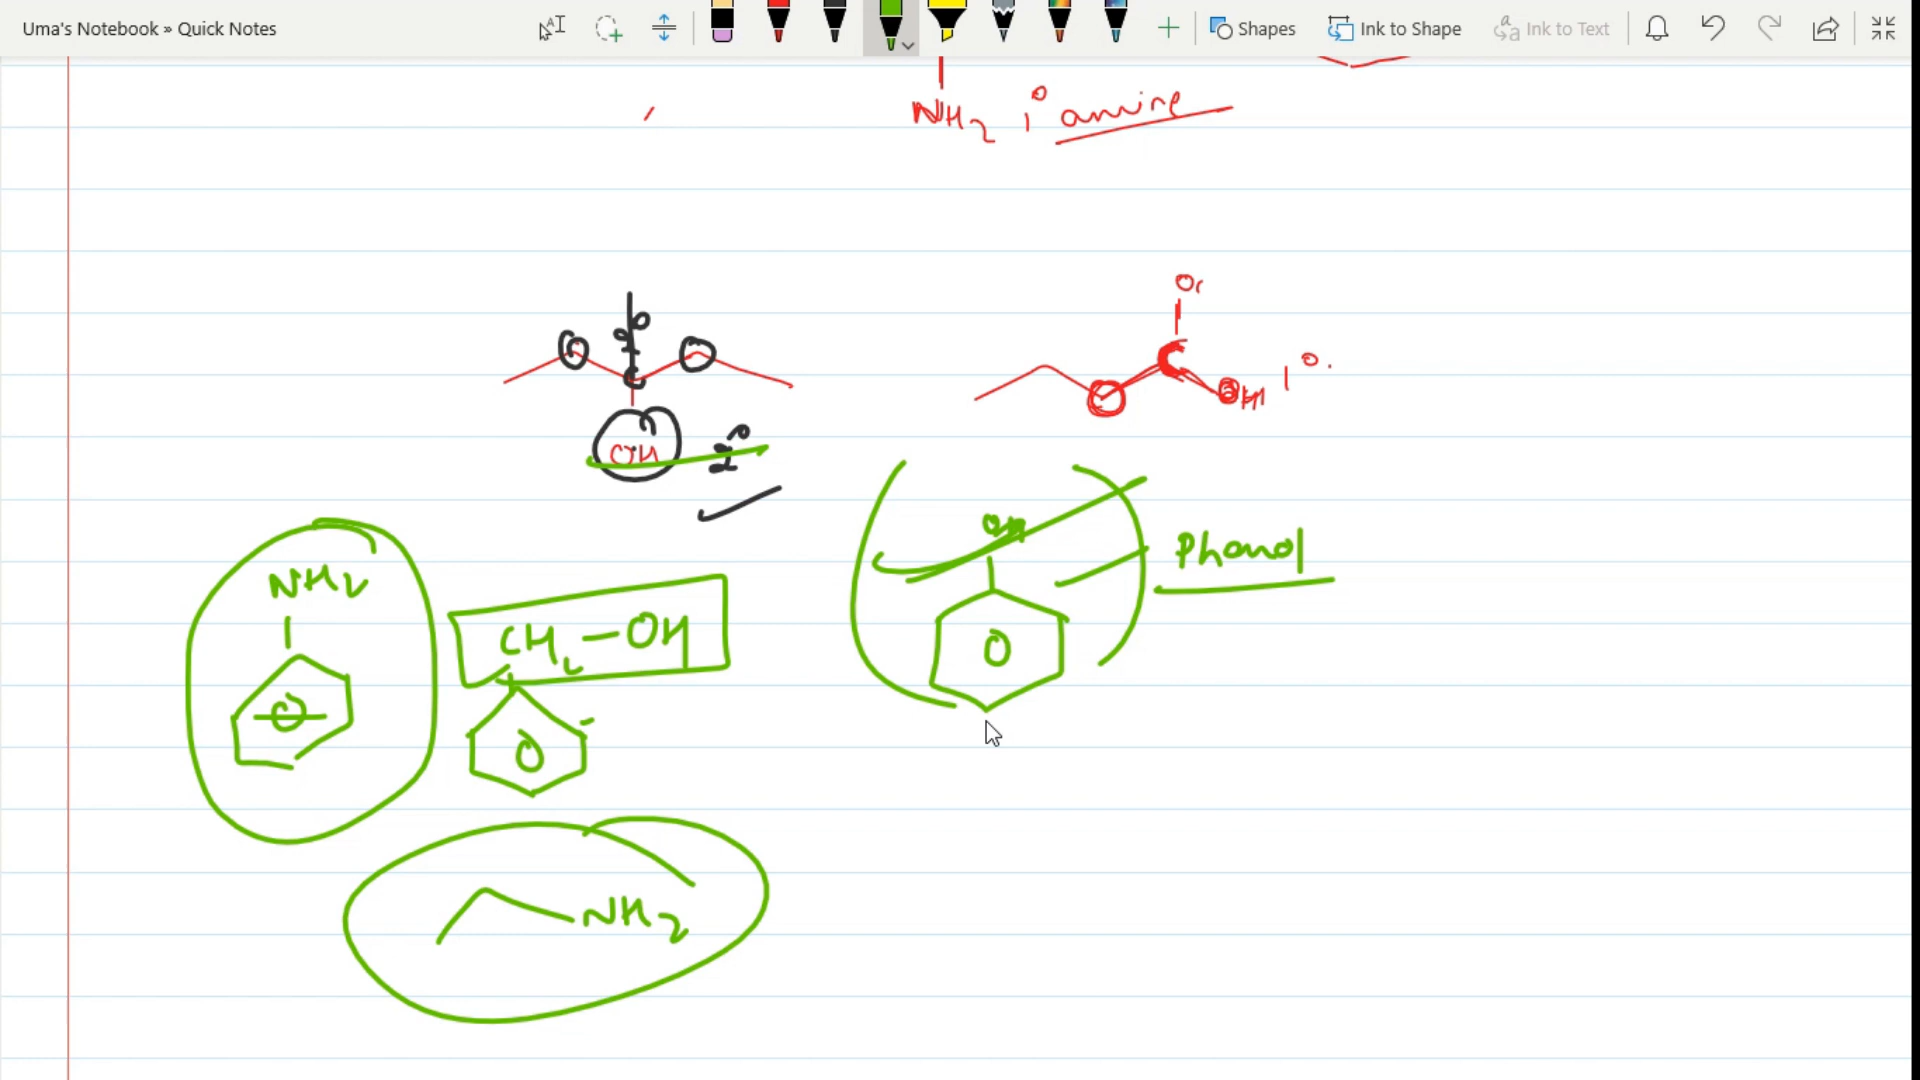 Uma's Notebook » Quick Notes
Shapes
Ink to Shape
Ink to Text
NH2 1° amine
OH
OH 1°
OH
Phenol
NH2
CH2-OH
NH2